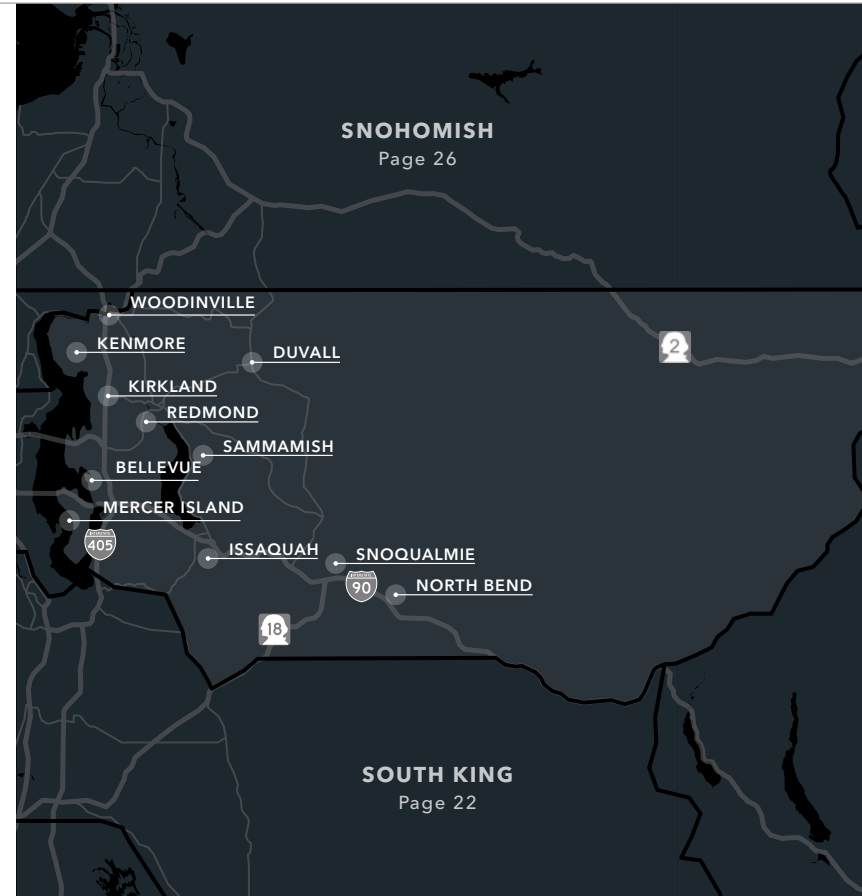 SNOHOMISH
Page 26
WOODINVILLE
KENMORE
2
DUVALL
KIRKLAND
REDMOND
SAMMAMISH
BELLEVUE
MERCER ISLAND
405
ISSAQUAH
SNOQUALMIE
90
NORTH BEND
18
SOUTH KING
Page 22